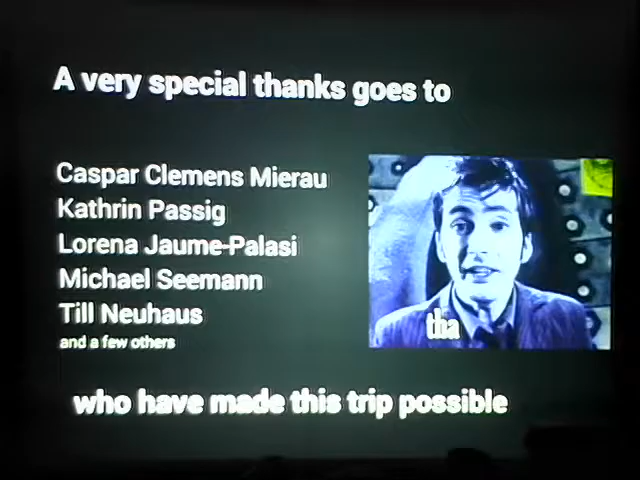 A very special thanks goes to
Caspar Clemens Mierau
Kathrin Passig
Lorena Jaume-Palasi
Michael Seemann
Till Neuhaus
and a few others
tha
who have made this trip possible